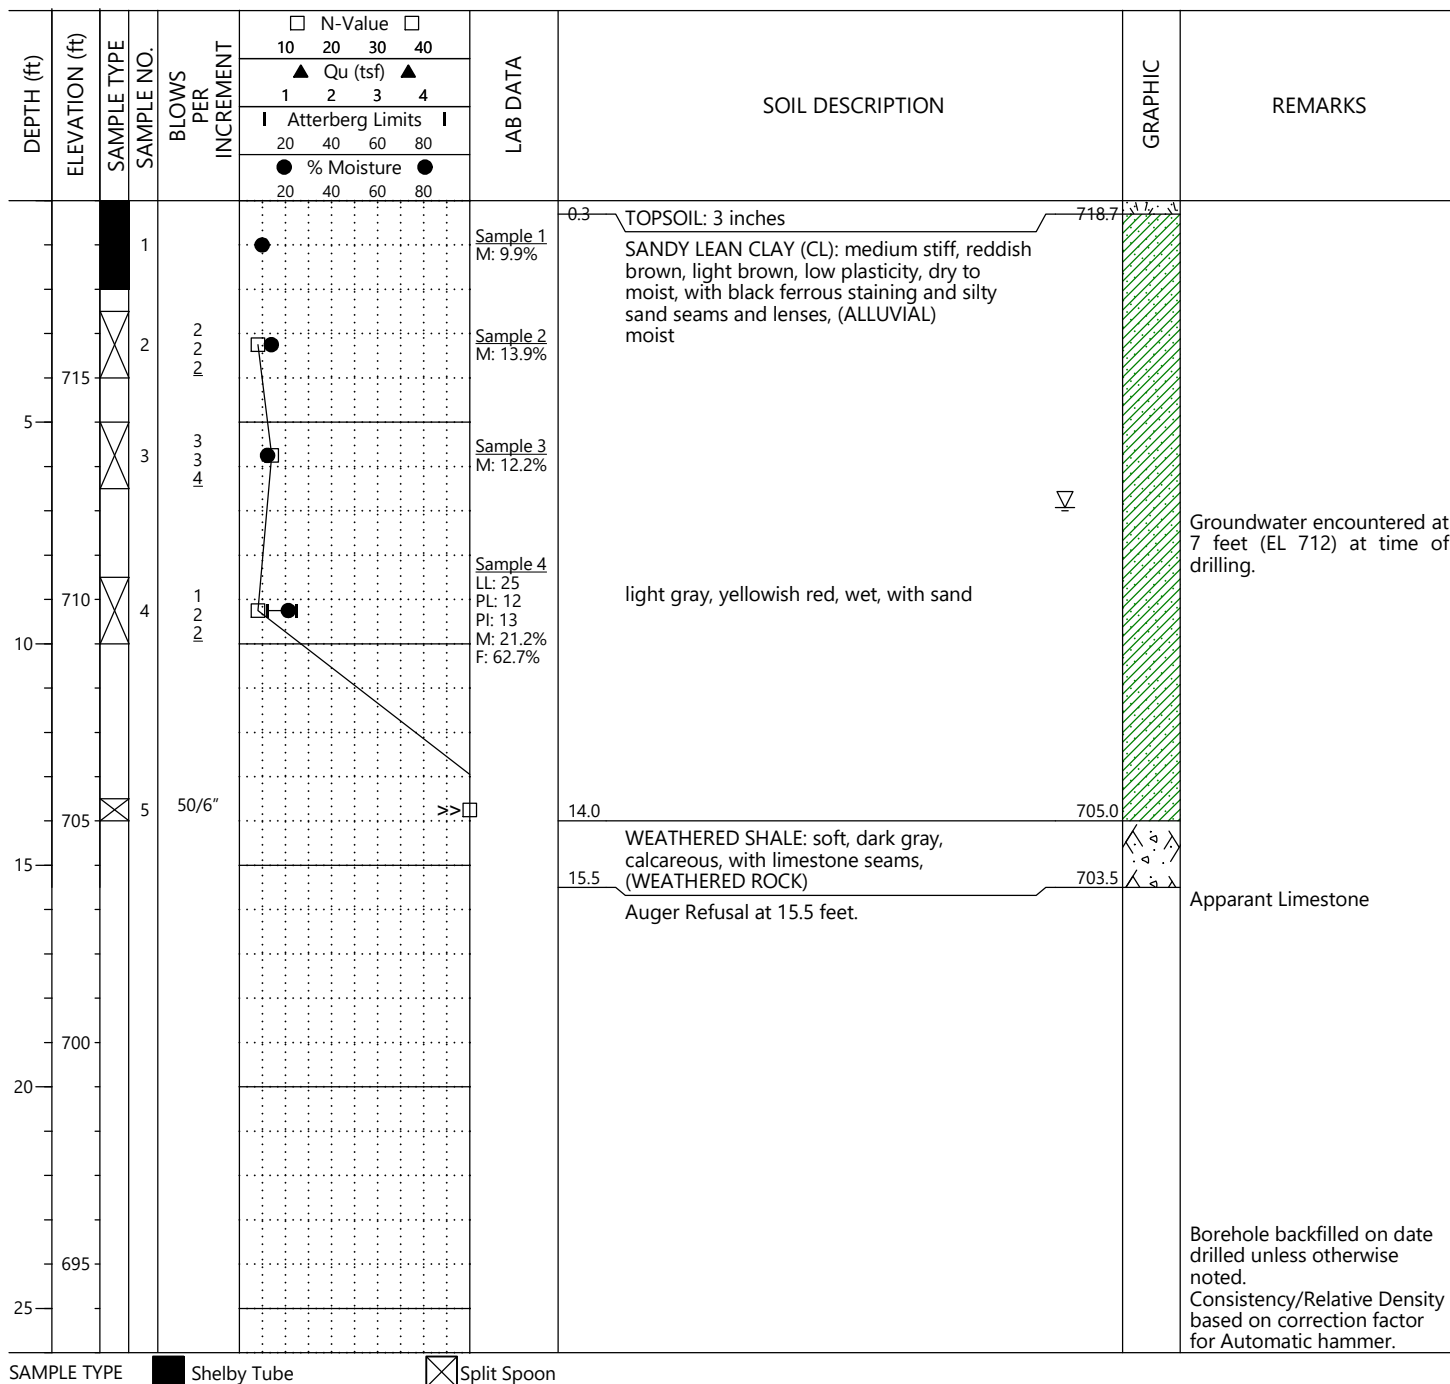 DEPTH (ft)
ELEVATION (ft)
SAMPLE TYPE
SAMPLE NO.
BLOWS
PER
INCREMENT
N-Value
10 20 30 40
Qu (tsf)
1 2 3 4
Atterberg Limits
20 40 60 80
% Moisture
20 40 60 80
LAB DATA
SOIL DESCRIPTION
GRAPHIC
REMARKS
0.3 TOPSOIL: 3 inches 718.7
1
Sample 1
M: 9.9%
SANDY LEAN CLAY (CL): medium stiff, reddish
brown, light brown, low plasticity, dry to
moist, with black ferrous staining and silty
sand seams and lenses, (ALLUVIAL)
moist
2
2
2
2
Sample 2
M: 13.9%
715
5
3
3
3
4
Sample 3
M: 12.2%
Groundwater encountered at
7 feet (EL 712) at time of
drilling.
710
4
1
2
2
Sample 4
LL: 25
PL: 12
PI: 13
M: 21.2%
F: 62.7%
light gray, yellowish red, wet, with sand
10
5
50/6"
>>
705
14.0 705.0
WEATHERED SHALE: soft, dark gray,
calcareous, with limestone seams,
(WEATHERED ROCK)
15
15.5 703.5
Auger Refusal at 15.5 feet.
Apparant Limestone
700
20
695
25
Borehole backfilled on date
drilled unless otherwise
noted.
Consistency/Relative Density
based on correction factor
for Automatic hammer.
SAMPLE TYPE Shelby Tube Split Spoon